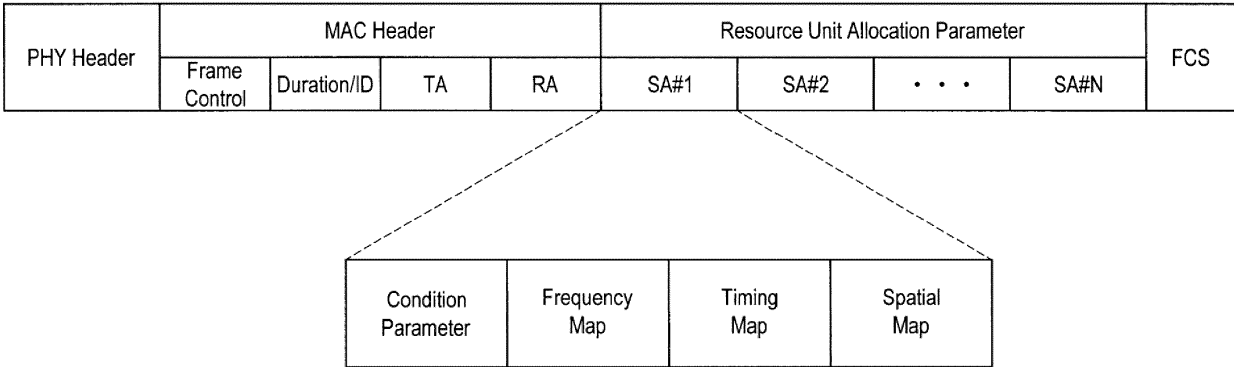 PHY Header
MAC Header
Resource Unit Allocation Parameter
FCS
Frame
Control
Duration/ID
TA
RA
SA#1
SA#2
• • •
SA#N
Condition
Parameter
Frequency
Map
Timing
Map
Spatial
Map